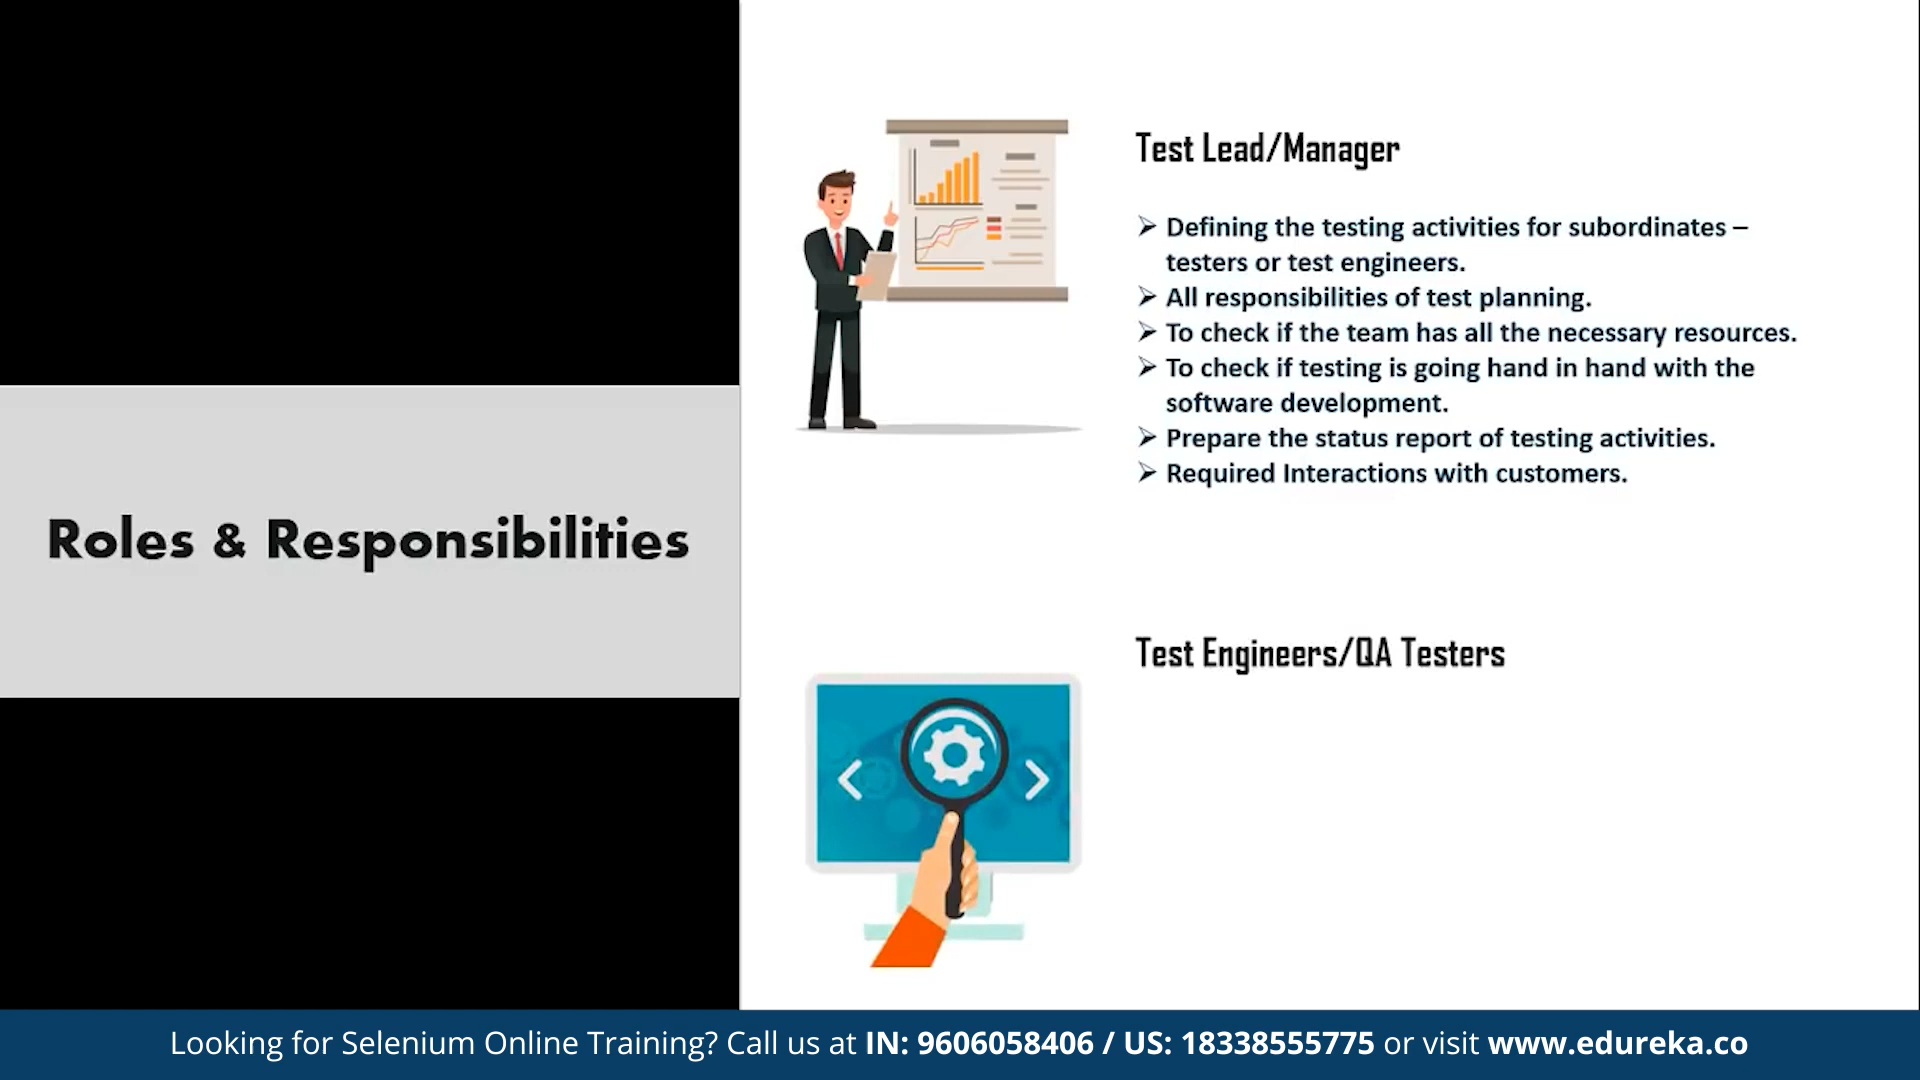 Roles & Responsibilities
Test Lead/Manager
➢ Defining the testing activities for subordinates –
testers or test engineers.
➢ All responsibilities of test planning.
➢ To check if the team has all the necessary resources.
➢ To check if testing is going hand in hand with the
software development.
➢ Prepare the status report of testing activities.
➢ Required Interactions with customers.
Test Engineers/QA Testers
Looking for Selenium Online Training? Call us at IN: 9606058406 / US: 18338555775 or visit www.edureka.co